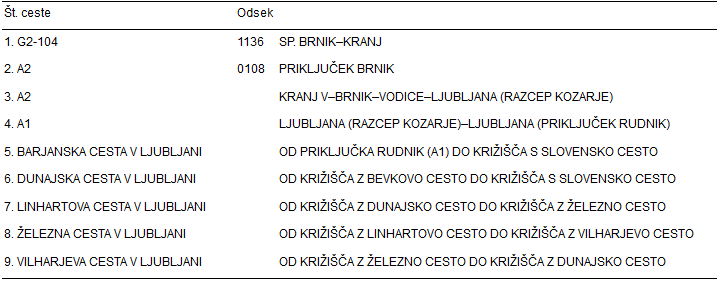 Št. ceste Odsek
1. G2-104 1136 SP. BRNIK–KRANJ
2. A2 0108 PRIKLJUČEK BRNIK
3. A2 KRANJ V–BRNIK–VODICE–LJUBLJANA (RAZCEP KOZARJE)
4. A1 LJUBLJANA (RAZCEP KOZARJE)–LJUBLJANA (PRIKLJUČEK RUDNIK)
5. BARJANSKA CESTA V LJUBLJANI OD PRIKLJUČKA RUDNIK (A1) DO KRIŽIŠČA S SLOVENSKO CESTO
6. DUNAJSKA CESTA V LJUBLJANI OD KRIŽIŠČA Z BEVKOVO CESTO DO KRIŽIŠČA S SLOVENSKO CESTO
7. LINHARTOVA CESTA V LJUBLJANI OD KRIŽIŠČA Z DUNAJSKO CESTO DO KRIŽIŠČA Z ŽELEZNO CESTO
8. ŽELEZNA CESTA V LJUBLJANI OD KRIŽIŠČA Z LINHARTOVO CESTO DO KRIŽIŠČA Z VILHARJEVO CESTO
9. VILHARJEVA CESTA V LJUBLJANI OD KRIŽIŠČA Z ŽELEZNO CESTO DO KRIŽIŠČA Z DUNAJSKO CESTO